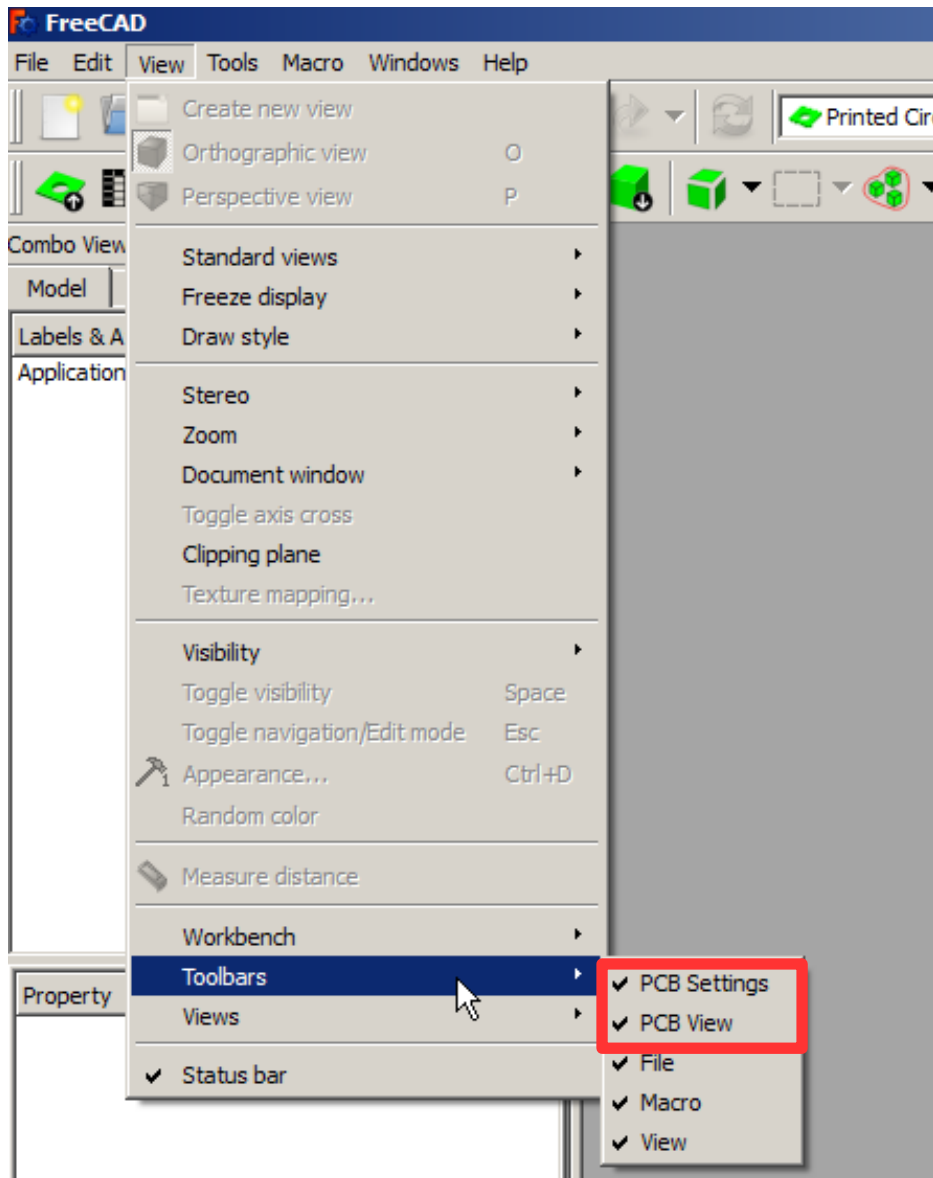 FreeCAD
File Edit View Tools Macro Windows Help
Create new view
Printed Cir
Orthographic view O
Perspective view P
Combo View
Standard views
Model
Freeze display
Labels & A
Draw style
Application
Stereo
Zoom
Document window
Toggle axis cross
Clipping plane
Texture mapping...
Visibility
Toggle visibility Space
Toggle navigation/Edit mode Esc
1 Appearance... Ctrl+D
Random color
Measure distance
Workbench
Toolbars
Property
Views
Status bar
PCB Settings
PCB View
File
Macro
View